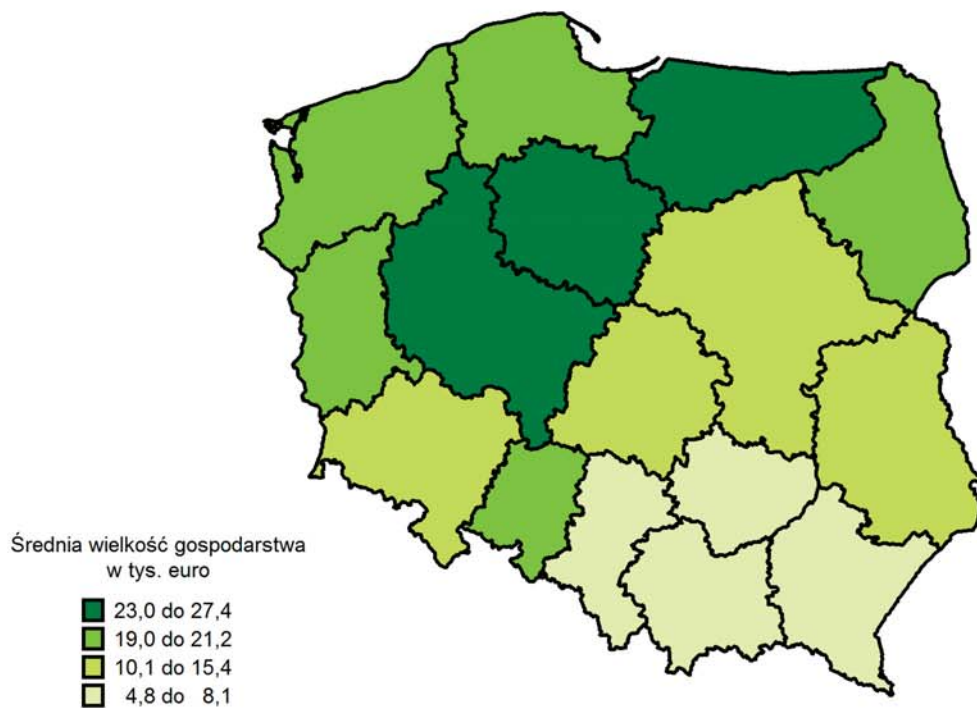 Średnia wielkość gospodarstwa
w tys. euro
23,0 do 27,4
19,0 do 21,2
10,1 do 15,4
4,8 do 8,1